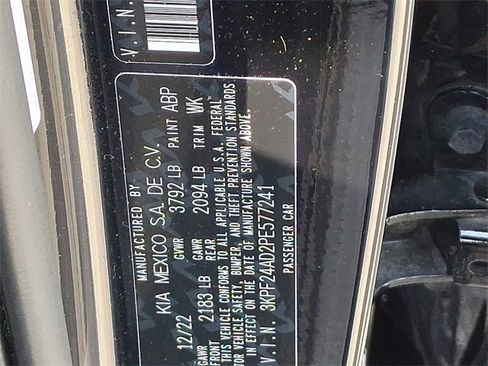 V.I.N.
MANUFACTURED BY
KIA MEXICO S.A. DE C.V.
12/22 GVWR 3792 LB PAINT ABP
GAWR FRONT 2183 LB GAWR REAR 2094 LB TRIM WK
THIS VEHICLE CONFORMS TO ALL APPLICABLE U.S.A. FEDERAL
MOTOR VEHICLE SAFETY, BUMPER, AND THEFT PREVENTION STANDARDS
IN EFFECT ON THE DATE OF MANUFACTURE SHOWN ABOVE.
V.I.N. 3KPF24AD2PE577241
PASSENGER CAR